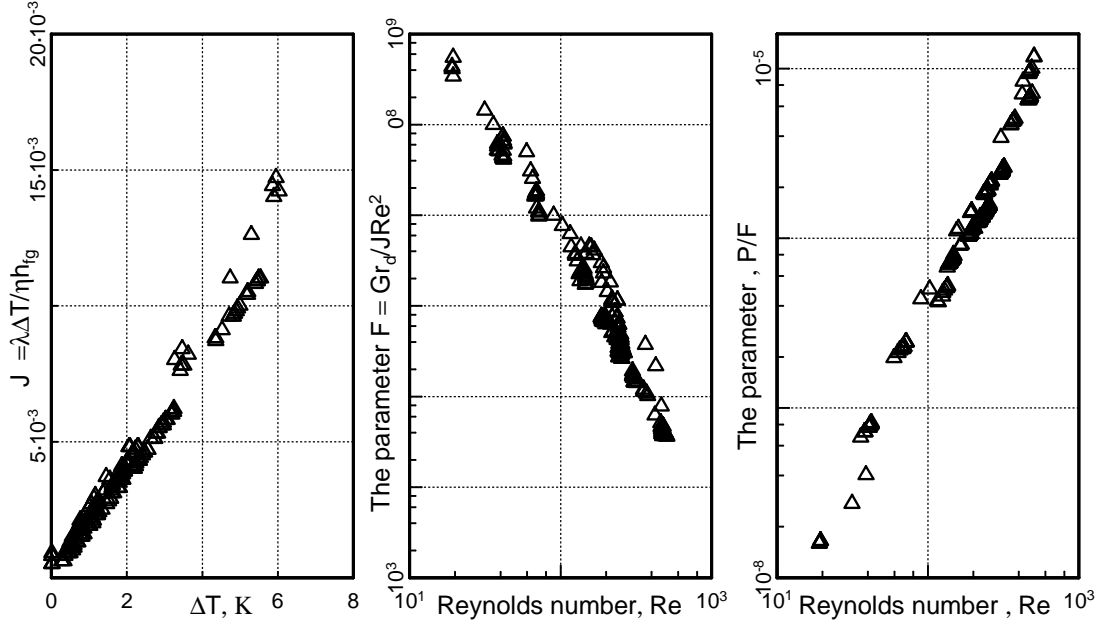 J =λΔT/ηh_fg
20·10⁻³
15·10⁻³
5·10⁻³
0 2 4 6 8
ΔT, K
The parameter F = Gr_d/JRe²
10⁹
0⁸
10³
10¹ Reynolds number, Re 10³
The parameter , P/F
10⁻⁵
10⁻⁸
10¹ Reynolds number , Re 10³